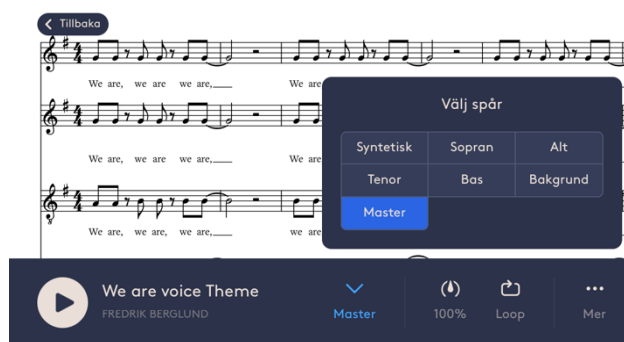 Tillbaka
We are, we are we are,
We are
Välj spår
Syntetisk Sopran Alt
We are, we are we are,
We are
Tenor Bas Bakgrund
Master
We are, we are we are,
we are
We are voice Theme
FREDRIK BERGLUND
Master
100%
Loop
Mer